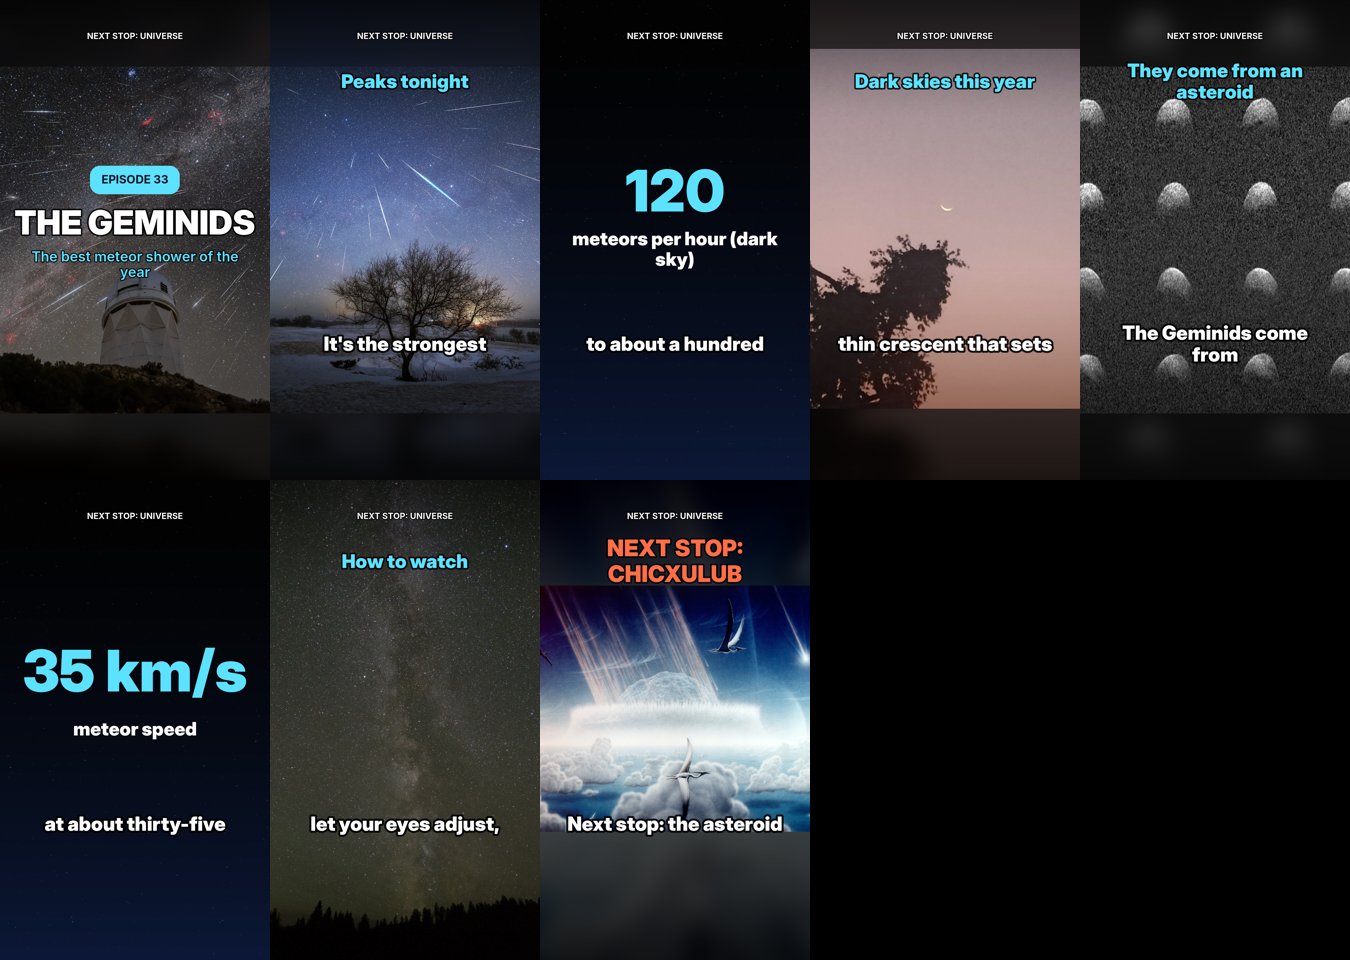 NEXT STOP: UNIVERSE
EPISODE 33
THE GEMINIDS
The best meteor shower of the
year
NEXT STOP: UNIVERSE
Peaks tonight
It's the strongest
NEXT STOP: UNIVERSE
120
meteors per hour (dark
sky)
to about a hundred
NEXT STOP: UNIVERSE
Dark skies this year
thin crescent that sets
NEXT STOP: UNIVERSE
They come from an
asteroid
The Geminids come
from
NEXT STOP: UNIVERSE
35 km/s
meteor speed
at about thirty-five
NEXT STOP: UNIVERSE
How to watch
let your eyes adjust,
NEXT STOP: UNIVERSE
NEXT STOP:
CHICXULUB
Next stop: the asteroid